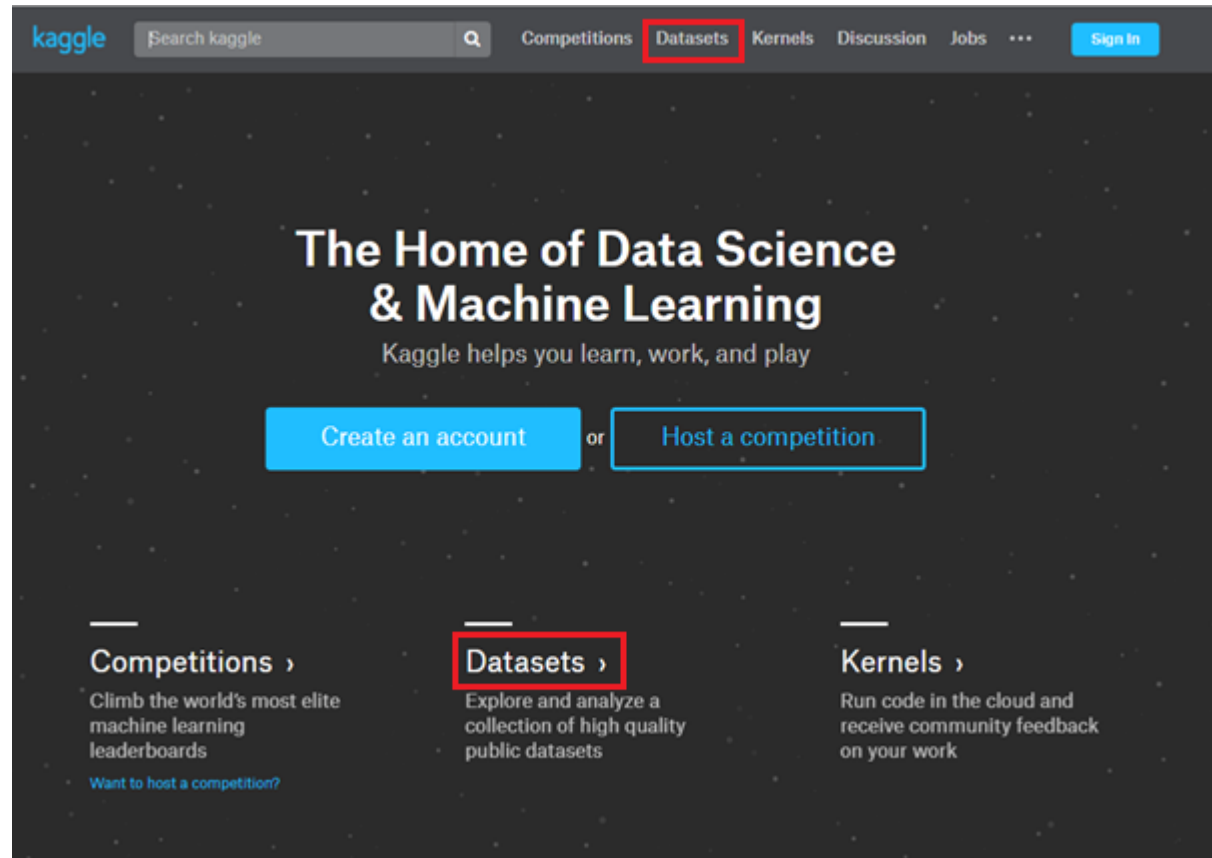 kaggle
Search kaggle
Competitions
Datasets
Kernels
Discussion
Jobs
•••
Sign In
The Home of Data Science
& Machine Learning
Kaggle helps you learn, work, and play
Create an account
or
Host a competition
Competitions ›
Climb the world's most elite
machine learning
leaderboards
Want to host a competition?
Datasets ›
Explore and analyze a
collection of high quality
public datasets
Kernels ›
Run code in the cloud and
receive community feedback
on your work